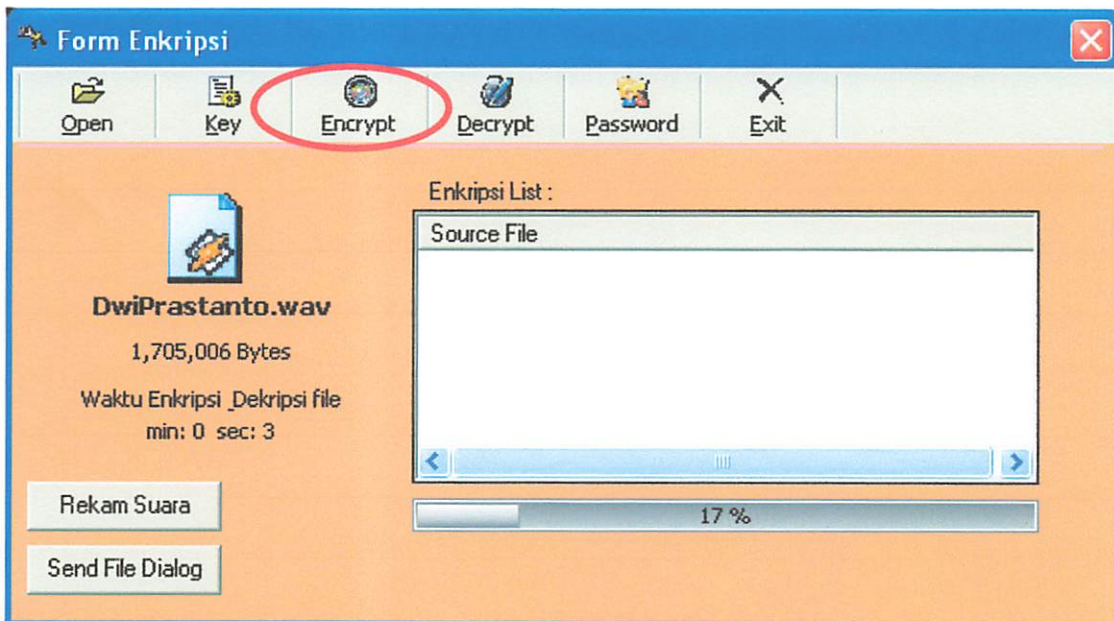 Form Enkripsi
Open Key Encrypt Decrypt Password Exit
Enkripsi List :
Source File
DwiPrastanto.wav
1,705,006 Bytes
Waktu Enkripsi _Dekripsi file
min: 0 sec: 3
17 %
Rekam Suara
Send File Dialog